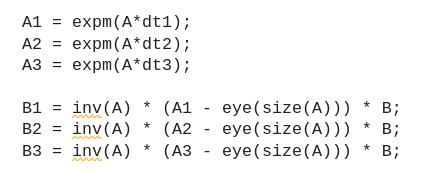 A1 = expm(A*dt1);
A2 = expm(A*dt2);
A3 = expm(A*dt3);
B1 = inv(A) * (A1 - eye(size(A))) * B;
B2 = inv(A) * (A2 - eye(size(A))) * B;
B3 = inv(A) * (A3 - eye(size(A))) * B;